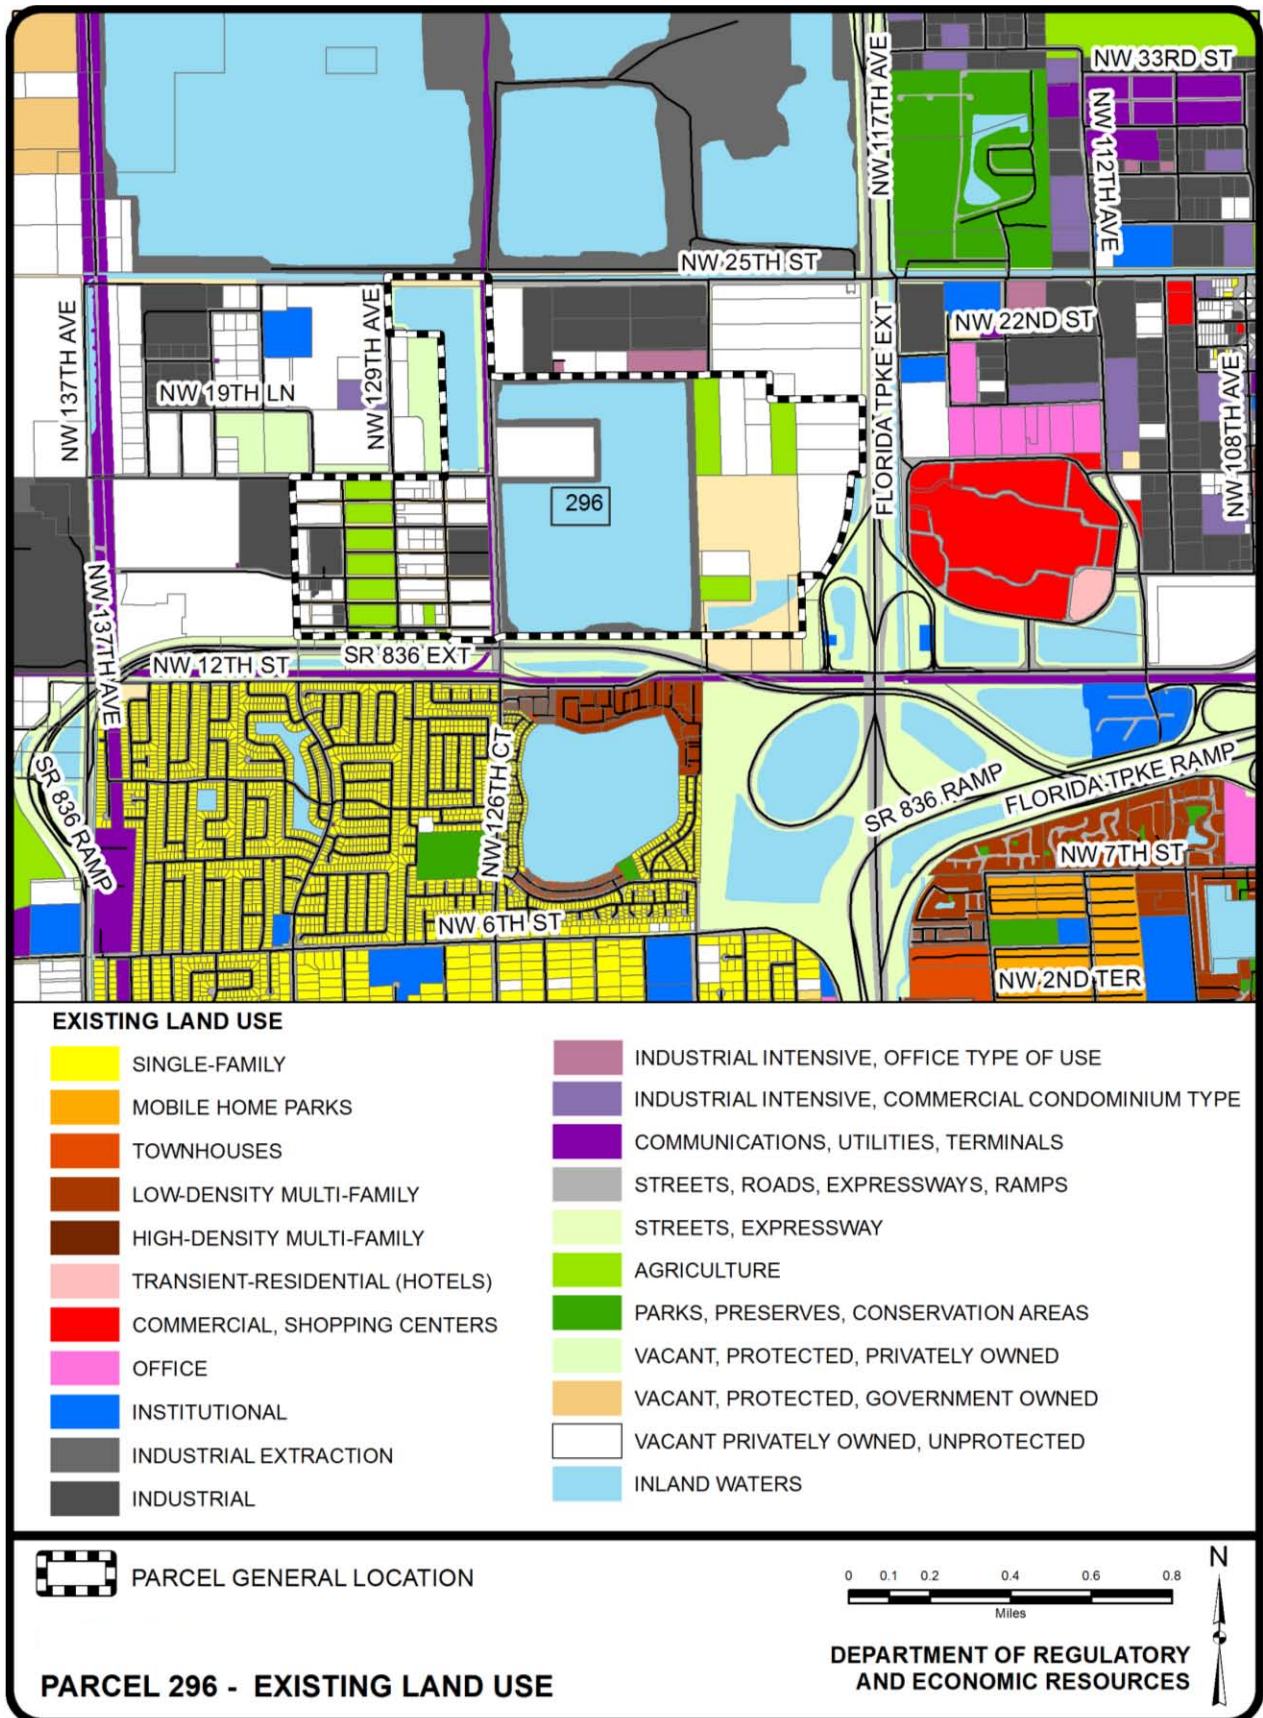 NW 33RD ST
NW 117TH AVE
NW 112TH AVE
NW 25TH ST
NW 137TH AVE
NW 129TH AVE
NW 22ND ST
NW 19TH LN
FLORIDA TPKE EXT
NW 108TH AVE
296
NW 137TH AVE
NW 12TH ST
SR 836 EXT
SR 836 RAMP
NW 126TH CT
SR 836 RAMP
FLORIDA TPKE RAMP
NW 7TH ST
NW 6TH ST
NW 2ND TER
EXISTING LAND USE
SINGLE-FAMILY
MOBILE HOME PARKS
TOWNHOUSES
LOW-DENSITY MULTI-FAMILY
HIGH-DENSITY MULTI-FAMILY
TRANSIENT-RESIDENTIAL (HOTELS)
COMMERCIAL, SHOPPING CENTERS
OFFICE
INSTITUTIONAL
INDUSTRIAL EXTRACTION
INDUSTRIAL
INDUSTRIAL INTENSIVE, OFFICE TYPE OF USE
INDUSTRIAL INTENSIVE, COMMERCIAL CONDOMINIUM TYPE
COMMUNICATIONS, UTILITIES, TERMINALS
STREETS, ROADS, EXPRESSWAYS, RAMPS
STREETS, EXPRESSWAY
AGRICULTURE
PARKS, PRESERVES, CONSERVATION AREAS
VACANT, PROTECTED, PRIVATELY OWNED
VACANT, PROTECTED, GOVERNMENT OWNED
VACANT PRIVATELY OWNED, UNPROTECTED
INLAND WATERS
PARCEL GENERAL LOCATION
0 0.1 0.2 0.4 0.6 0.8
Miles
N
DEPARTMENT OF REGULATORY
AND ECONOMIC RESOURCES
PARCEL 296 - EXISTING LAND USE